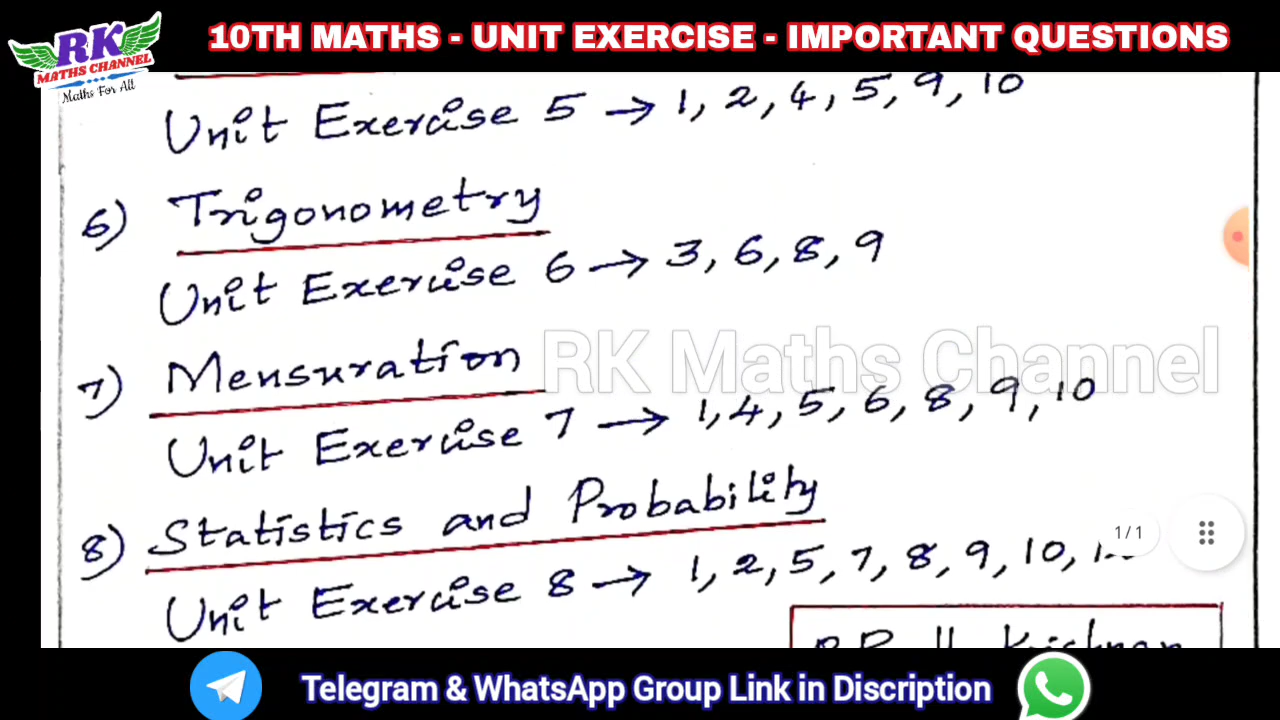 RK
MATHS CHANNEL
Maths For All
10TH MATHS - UNIT EXERCISE - IMPORTANT QUESTIONS
Unit Exercise 5 → 1, 2, 4, 5, 9, 10
6) Trigonometry
Unit Exercise 6 → 3, 6, 8, 9
RK Maths Channel
7) Mensuration
Unit Exercise 7 → 1, 4, 5, 6, 8, 9, 10
8) Statistics and Probability
1/1
Unit Exercise 8 → 1, 2, 5, 7, 8, 9, 10,
Telegram & WhatsApp Group Link in Discription